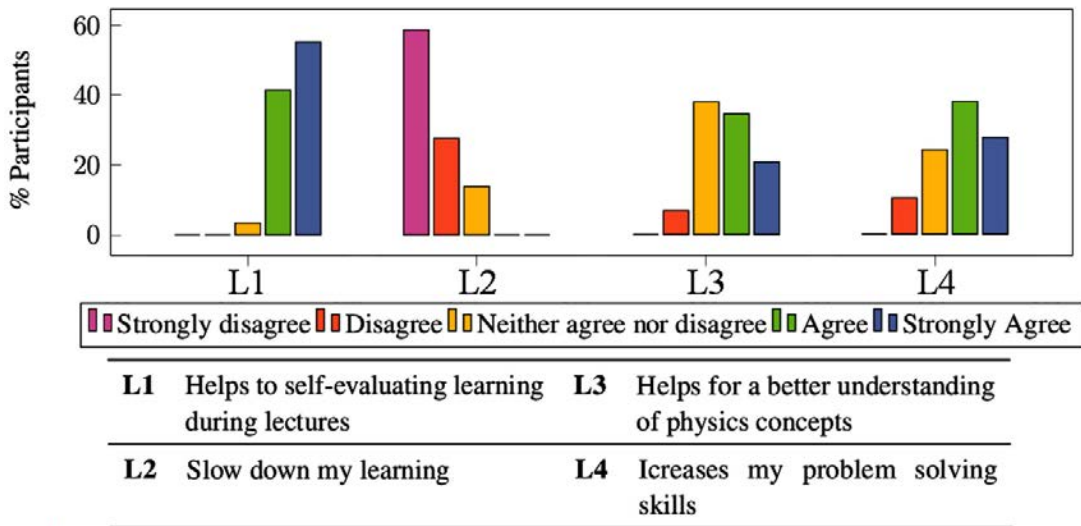 60
40
20
0
% Participants
L1 L2 L3 L4
Strongly disagree Disagree Neither agree nor disagree Agree Strongly Agree
L1 Helps to self-evaluating learning during lectures
L3 Helps for a better understanding of physics concepts
L2 Slow down my learning
L4 Icreases my problem solving skills